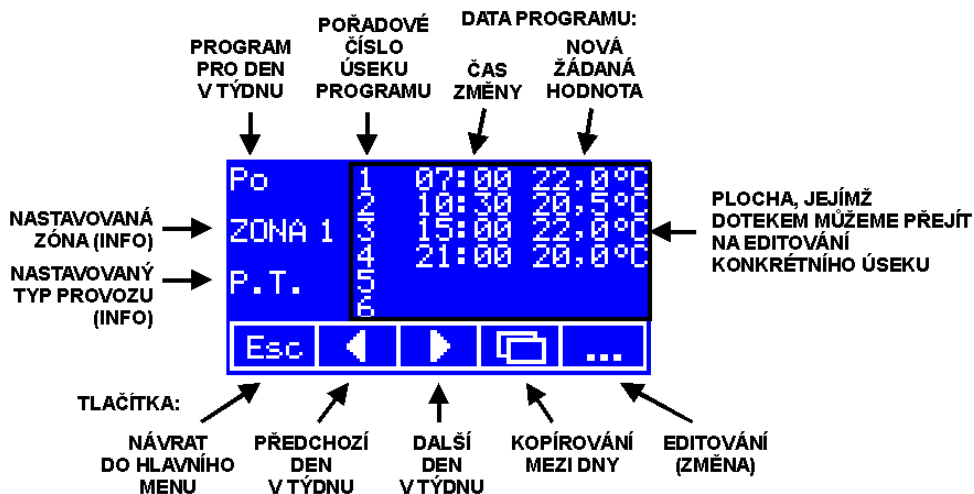 PROGRAM
PRO DEN
V TÝDNU
POŘADOVÉ
ČÍSLO
ÚSEKU
PROGRAMU
DATA PROGRAMU:
ČAS
ZMĚNY
NOVÁ
ŽÁDANÁ
HODNOTA
NASTAVOVANÁ
ZÓNA (INFO)
NASTAVOVANÝ
TYP PROVOZU
(INFO)
Po
ZONA 1
P.T.
1 07:00 22,0°C
2 10:30 20,5°C
3 15:00 22,0°C
4 21:00 20,0°C
5
6
Esc
...
PLOCHA, JEJÍMŽ
DOTEKEM MŮŽEME PŘEJÍT
NA EDITOVÁNÍ
KONKRÉTNÍHO ÚSEKU
TLAČÍTKA:
NÁVRAT
DO HLAVNÍHO
MENU
PŘEDCHOZÍ
DEN
V TÝDNU
DALŠÍ
DEN
V TÝDNU
KOPÍROVÁNÍ
MEZI DNY
EDITOVÁNÍ
(ZMĚNA)